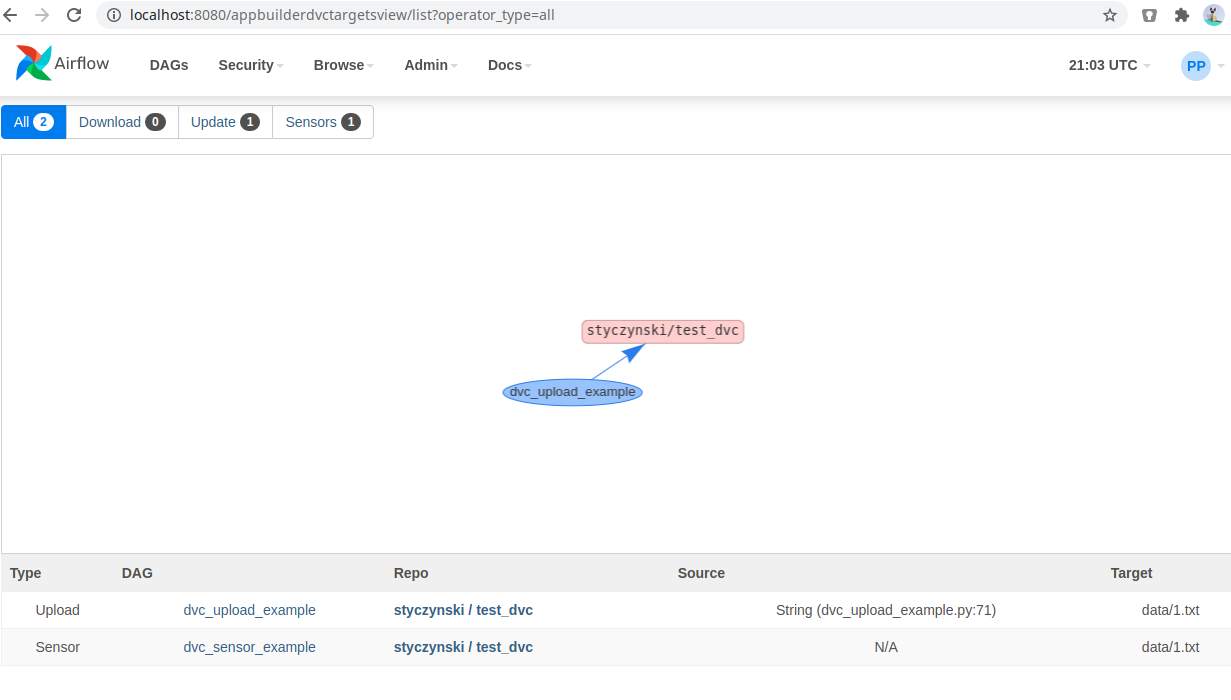 localhost:8080/appbuilderdvctargetsview/list?operator_type=all
Airflow DAGs Security Browse Admin Docs 21:03 UTC PP
All 2 Download 0 Update 1 Sensors 1
styczynski/test_dvc
dvc_upload_example
Type DAG Repo Source Target
Upload dvc_upload_example styczynski / test_dvc String (dvc_upload_example.py:71) data/1.txt
Sensor dvc_sensor_example styczynski / test_dvc N/A data/1.txt